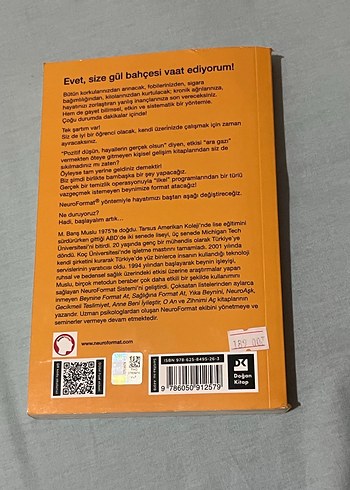 Evet, size gül bahçesi vaat ediyorum!
Bütün korkularınızdan arınacak, fobilerinizden, sigara
bağımlılığınızdan, kilolarınızdan kurtulacak; kronik ağrılarınıza,
hayatınızı zorlaştıran yanlış inançlarınıza son vereceksiniz.
Hem de gayet bilimsel, etkin ve sistematik bir yöntemle.
Çoğu durumda dakikalar içinde!
Tek şartım var!
Siz de iyi bir öğrenci olacak, kendi üzerinizde çalışmak için zaman
ayıracaksınız.
"Pozitif düşün, hayallerin gerçek olsun" diyen, etkisi "ara gazı"
vermekten öteye gitmeyen kişisel gelişim kitaplarından siz de
sıkılmadınız mı zaten?
Öyleyse tam yerine geldiniz demektir!
Biz şimdi birlikte bambaşka bir şey yapacağız.
Gerçek bir temizlik operasyonuyla "ilkel" programlarından bir türlü
vazgeçmek istemeyen beynimize format atacağız!
NeuroFormat® yöntemiyle hayatımızı baştan aşağı değiştireceğiz.
Ne duruyoruz?
Hadi, başlayalım artık...
M. Barış Muslu 1975'te doğdu. Tarsus Amerikan Koleji'nde lise eğitimini
sürdürürken gittiği ABD'de iki senede liseyi, üç senede Michigan Tech
Üniversitesi'ni bitirdi. 20 yaşında genç bir mühendis olarak Türkiye'ye
döndü. Koç Üniversitesi'nde işletme mastırını tamamladı. 2001 yılında
kendi şirketini kurarak Türkiye'de yüz binlerce insanın kullandığı teknoloji
servislerinin yaratıcısı oldu. 1994 yılından başlayarak beynin işleyişi,
ruhsal ve bedensel sağlık üzerindeki etkisi üzerine araştırmalar yapan
Muslu, birçok metodun beraber çok daha etkili bir şekilde kullanımını
sağlayan NeuroFormat Sistemi'ni geliştirdi. Çoksatan listelerinden aylarca
inmeyen Beynine Format At, Sağlığına Format At, Yıka Beynini, NeuroAşk,
Gecikmeli Teslimiyet, Anne Beni İyileştir, O An ve Zihnimi Aç kitaplarının
yazarıdır. Uzman psikologlardan oluşan NeuroFormat ekibini yönetmeye ve
seminerler vermeye devam etmektedir.
www.neuroformat.com
189.00
ISBN 978-625-8495-26-3
9 786050 912579
DK
Doğan
Kitap